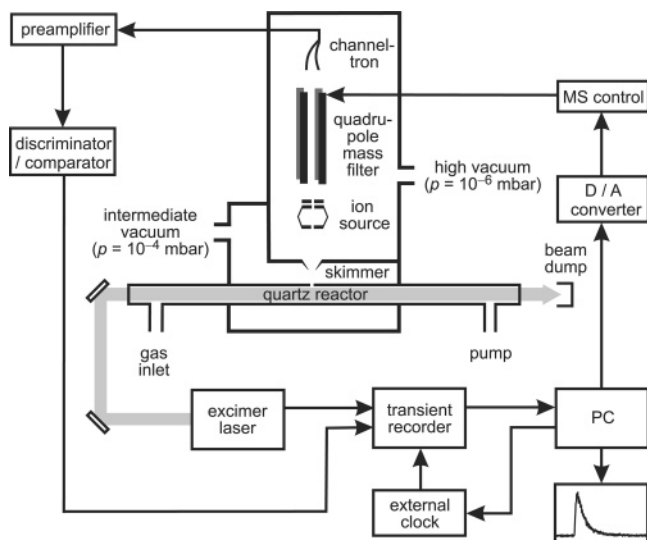 preamplifier
channel-
tron
MS control
discriminator
/ comparator
quadru-
pole
mass
filter
high vacuum
(p = 10⁻⁶ mbar)
D / A
converter
intermediate
vacuum
(p = 10⁻⁴ mbar)
ion
source
skimmer
beam
dump
quartz reactor
gas
inlet
pump
excimer
laser
transient
recorder
PC
external
clock